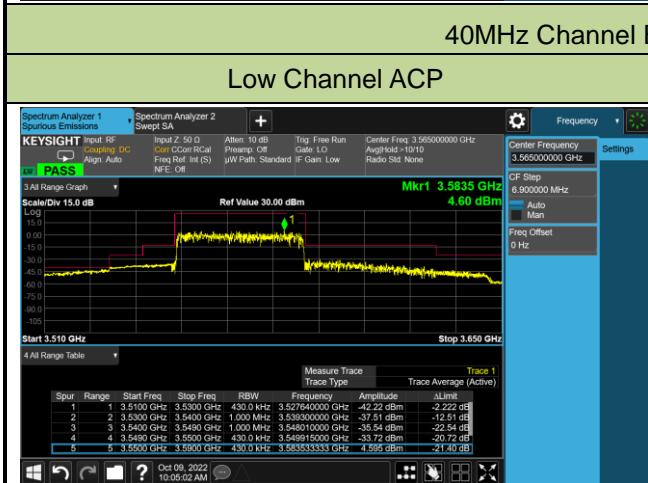 40MHz Channel
Low Channel ACP
Spectrum Analyzer 1
Spurious Emissions
Spectrum Analyzer 2
Swept SA
+
Frequency
KEYSIGHT Input: RF
Coupling: DC
Align: Auto
Input Z: 50 Ω
Corr CCorr RCal
Freq Ref: Int (S)
NFE: Off
Atten: 10 dB
Preamp: Off
µW Path: Standard
Trig: Free Run
Gate: LO
IF Gain: Low
Center Freq: 3.565000000 GHz
Avg|Hold:>10/10
Radio Std: None
PASS
Center Frequency
3.565000000 GHz
Settings
CF Step
6.900000 MHz
Auto
Man
Freq Offset
0 Hz
3 All Range Graph
Mkr1 3.5835 GHz
Scale/Div 15.0 dB Ref Value 30.00 dBm 4.60 dBm
Log
15.0
0.00
-15.0
-30.0
-45.0
-60.0
-75.0
-90.0
-105
1
Start 3.510 GHz Stop 3.650 GHz
4 All Range Table
Measure Trace Trace 1
Trace Type Trace Average (Active)
Spur Range Start Freq Stop Freq RBW Frequency Amplitude ΔLimit
1 1 3.5100 GHz 3.5300 GHz 430.0 kHz 3.527640000 GHz -42.22 dBm -2.222 dB
2 2 3.5300 GHz 3.5400 GHz 1.000 MHz 3.539300000 GHz -37.51 dBm -12.51 dB
3 3 3.5400 GHz 3.5490 GHz 1.000 MHz 3.548010000 GHz -35.54 dBm -22.54 dB
4 4 3.5490 GHz 3.5500 GHz 430.0 kHz 3.549915000 GHz -33.72 dBm -20.72 dB
5 5 3.5500 GHz 3.5900 GHz 430.0 kHz 3.583533333 GHz 4.595 dBm -21.40 dB
? Oct 09, 2022
10:05:02 AM